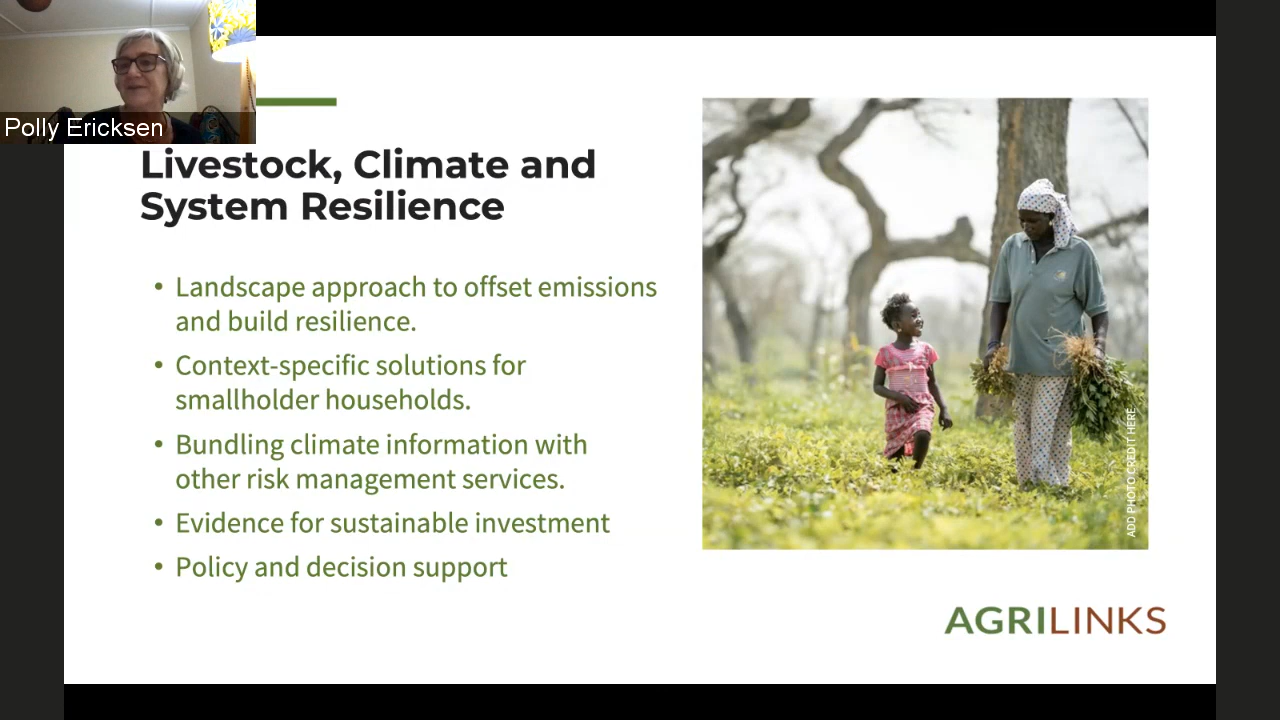 Polly Ericksen
Livestock, Climate and
System Resilience
• Landscape approach to offset emissions
and build resilience.
• Context-specific solutions for
smallholder households.
• Bundling climate information with
other risk management services.
• Evidence for sustainable investment
• Policy and decision support
ADD PHOTO CREDIT HERE
AGRILINKS